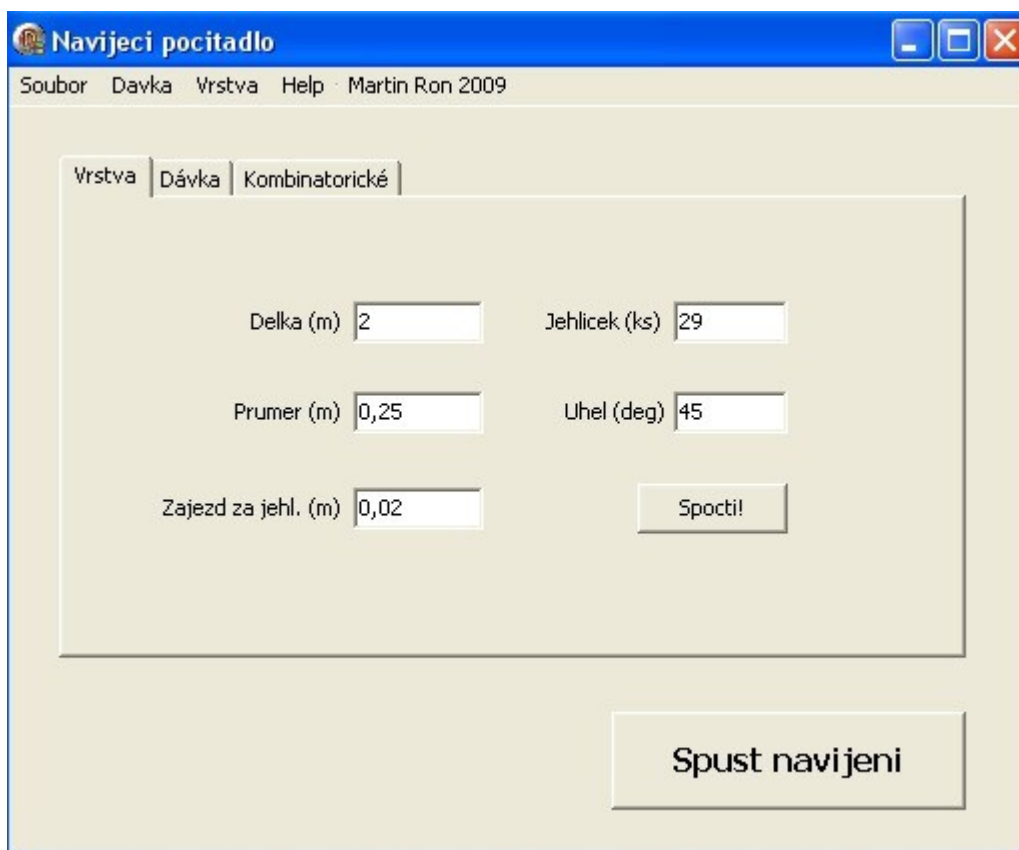 Navijeci pocitadlo
Soubor Davka Vrstva Help Martin Ron 2009
Vrstva Dávka Kombinatorické
Delka (m) 2 Jehlicek (ks) 29
Prumer (m) 0,25 Uhel (deg) 45
Zajezd za jehl. (m) 0,02 Spocti!
Spust navijeni